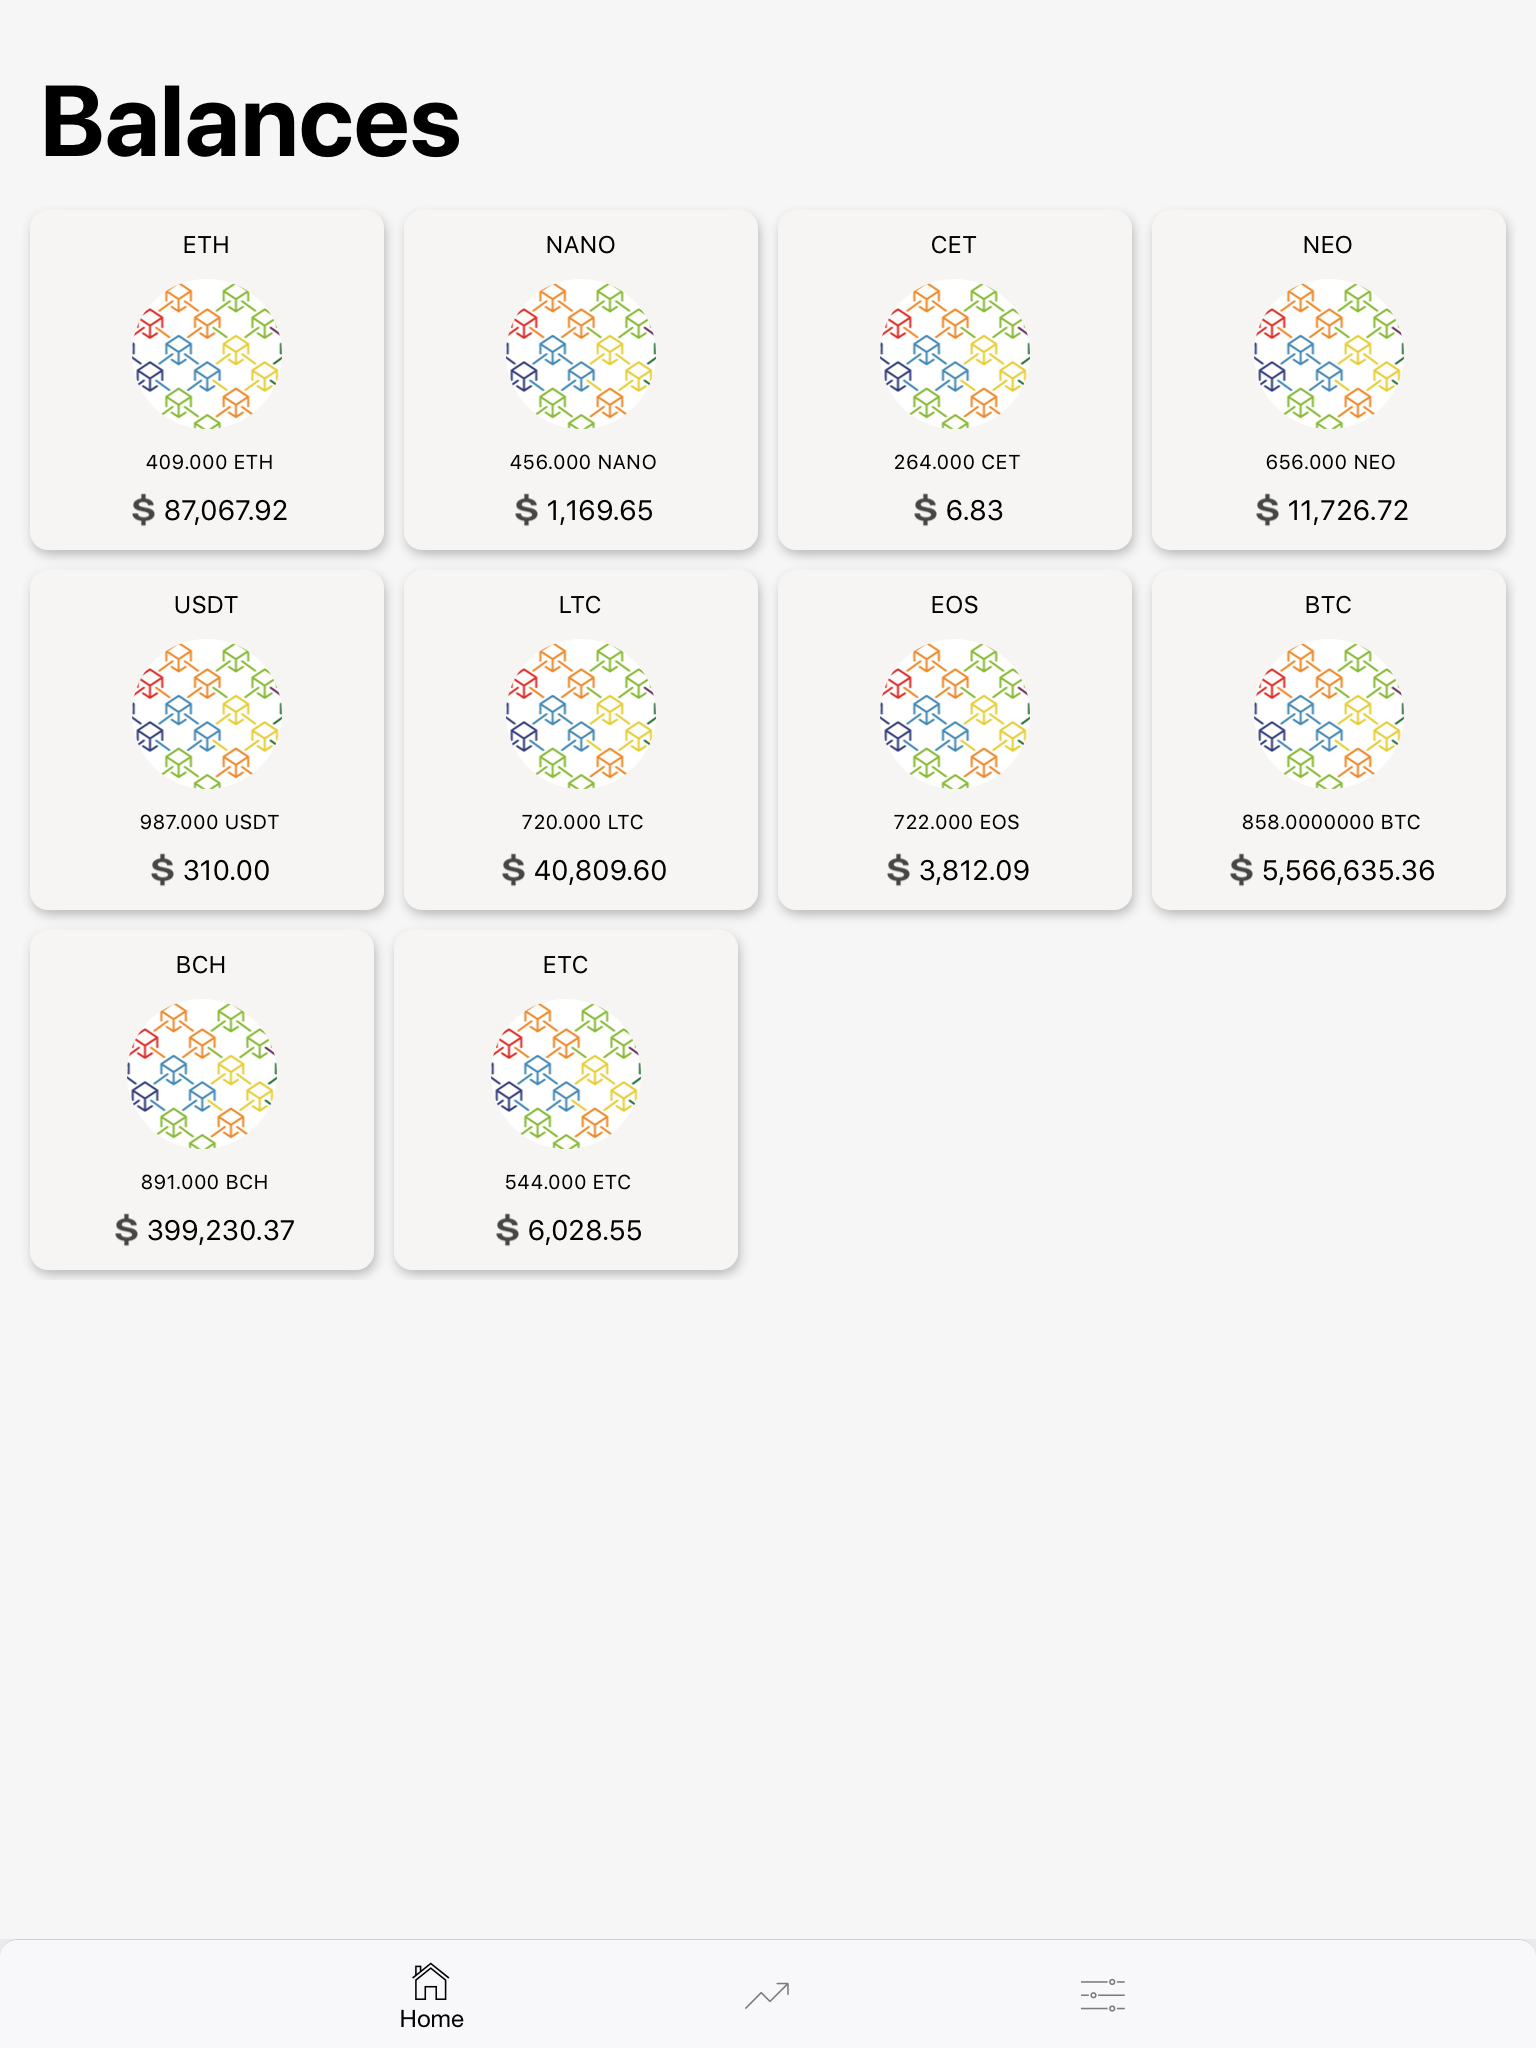 Balances
ETH
409.000 ETH
$ 87,067.92
NANO
456.000 NANO
$ 1,169.65
CET
264.000 CET
$ 6.83
NEO
656.000 NEO
$ 11,726.72
USDT
987.000 USDT
$ 310.00
LTC
720.000 LTC
$ 40,809.60
EOS
722.000 EOS
$ 3,812.09
BTC
858.0000000 BTC
$ 5,566,635.36
BCH
891.000 BCH
$ 399,230.37
ETC
544.000 ETC
$ 6,028.55
Home